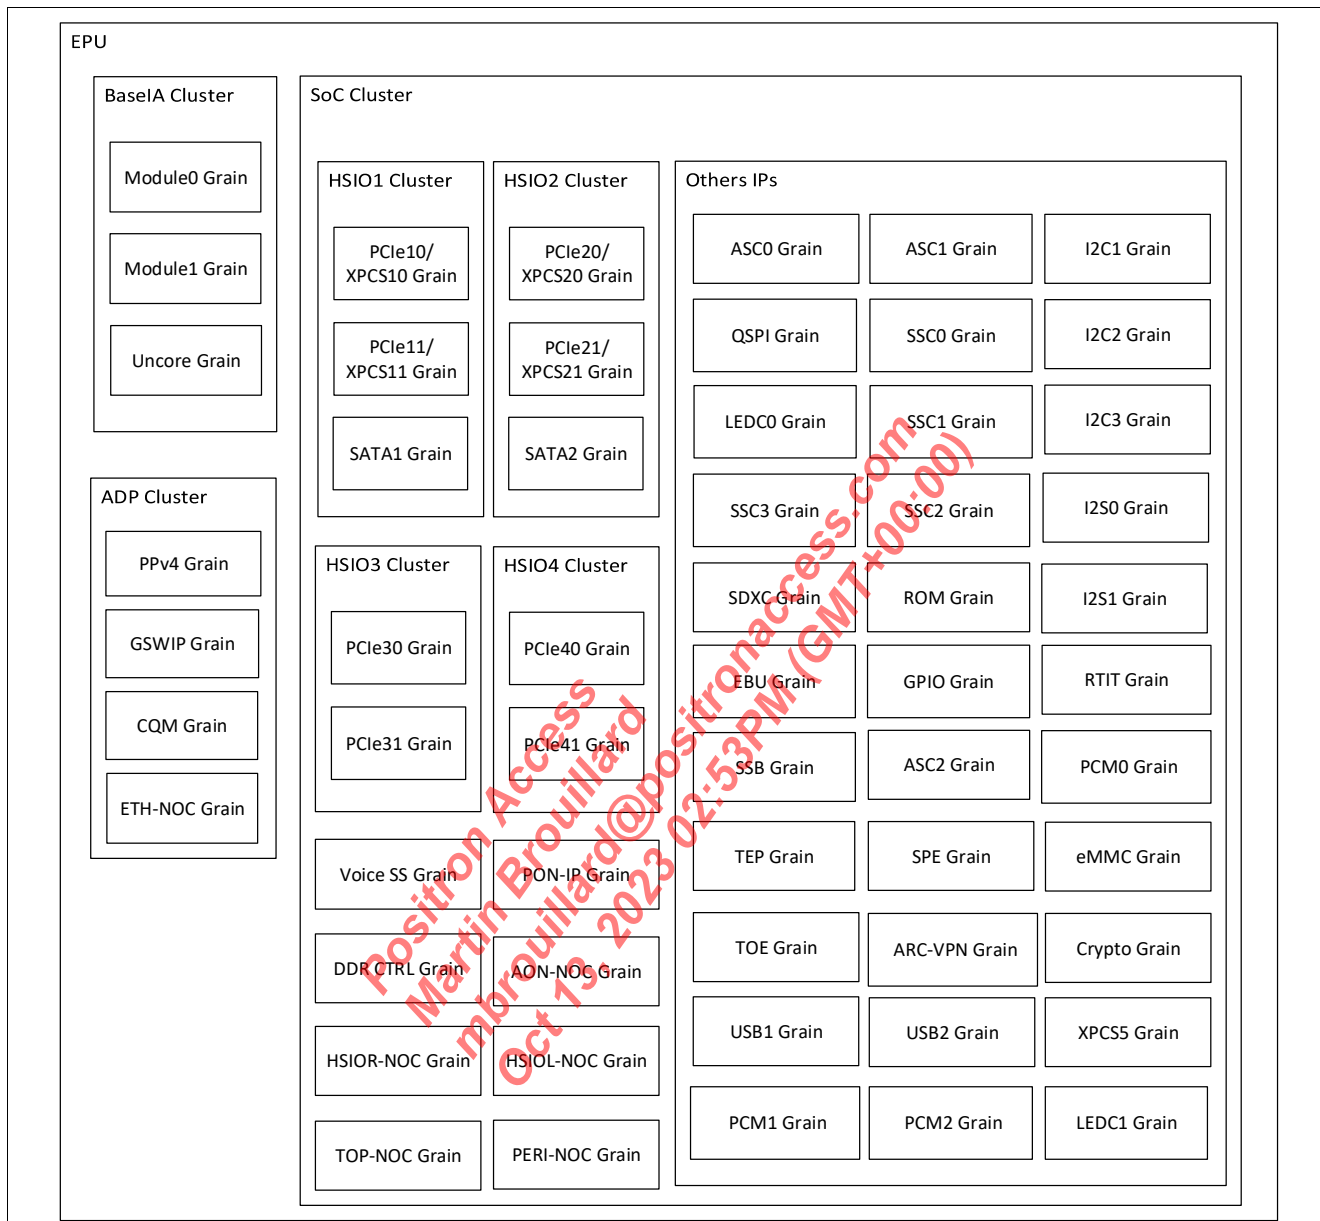 EPU
BaseIA Cluster
Module0 Grain
Module1 Grain
Uncore Grain
ADP Cluster
PPv4 Grain
GSWIP Grain
CQM Grain
ETH-NOC Grain
SoC Cluster
HSIO1 Cluster
PCIe10/
XPCS10 Grain
PCIe11/
XPCS11 Grain
SATA1 Grain
HSIO2 Cluster
PCIe20/
XPCS20 Grain
PCIe21/
XPCS21 Grain
SATA2 Grain
HSIO3 Cluster
PCIe30 Grain
PCIe31 Grain
HSIO4 Cluster
PCIe40 Grain
PCIe41 Grain
Voice SS Grain
PON-IP Grain
DDR CTRL Grain
AON-NOC Grain
HSIOR-NOC Grain
HSIOL-NOC Grain
TOP-NOC Grain
PERI-NOC Grain
Others IPs
ASC0 Grain
ASC1 Grain
I2C1 Grain
QSPI Grain
SSC0 Grain
I2C2 Grain
LEDC0 Grain
SSC1 Grain
I2C3 Grain
SSC3 Grain
SSC2 Grain
I2S0 Grain
SDXC Grain
ROM Grain
I2S1 Grain
EBU Grain
GPIO Grain
RTIT Grain
SSB Grain
ASC2 Grain
PCM0 Grain
TEP Grain
SPE Grain
eMMC Grain
TOE Grain
ARC-VPN Grain
Crypto Grain
USB1 Grain
USB2 Grain
XPCS5 Grain
PCM1 Grain
PCM2 Grain
LEDC1 Grain
Positron Access
Martin Brouillard
mbrouillard@positronaccess.com
Oct 13, 2023 02:53PM (GMT+00:00)